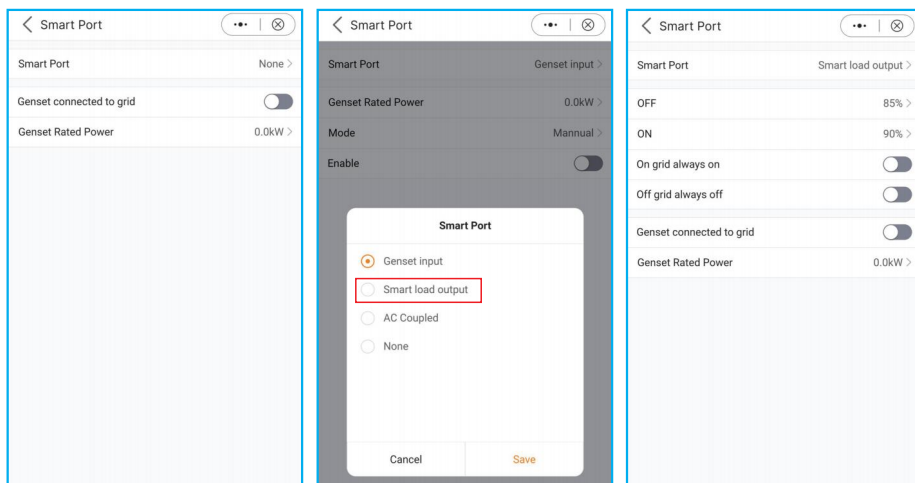 Smart Port
Smart Port None
Genset connected to grid
Genset Rated Power 0.0kW
Smart Port
Smart Port Genset input
Genset Rated Power 0.0kW
Mode Mannual
Enable
Smart Port
Genset input
Smart load output
AC Coupled
None
Cancel Save
Smart Port
Smart Port Smart load output
OFF 85%
ON 90%
On grid always on
Off grid always off
Genset connected to grid
Genset Rated Power 0.0kW